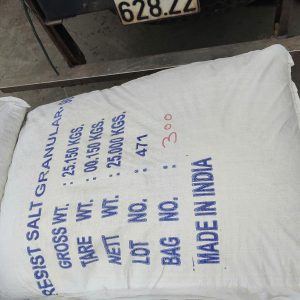 628.22
RESIST SALT GRANULAR
GROSS WT. : 25.150 KGS.
TARE WT. : 00.150 KGS.
NETT WT. : 25.000 KGS.
LOT NO. : 471
BAG NO. : 300
MADE IN INDIA